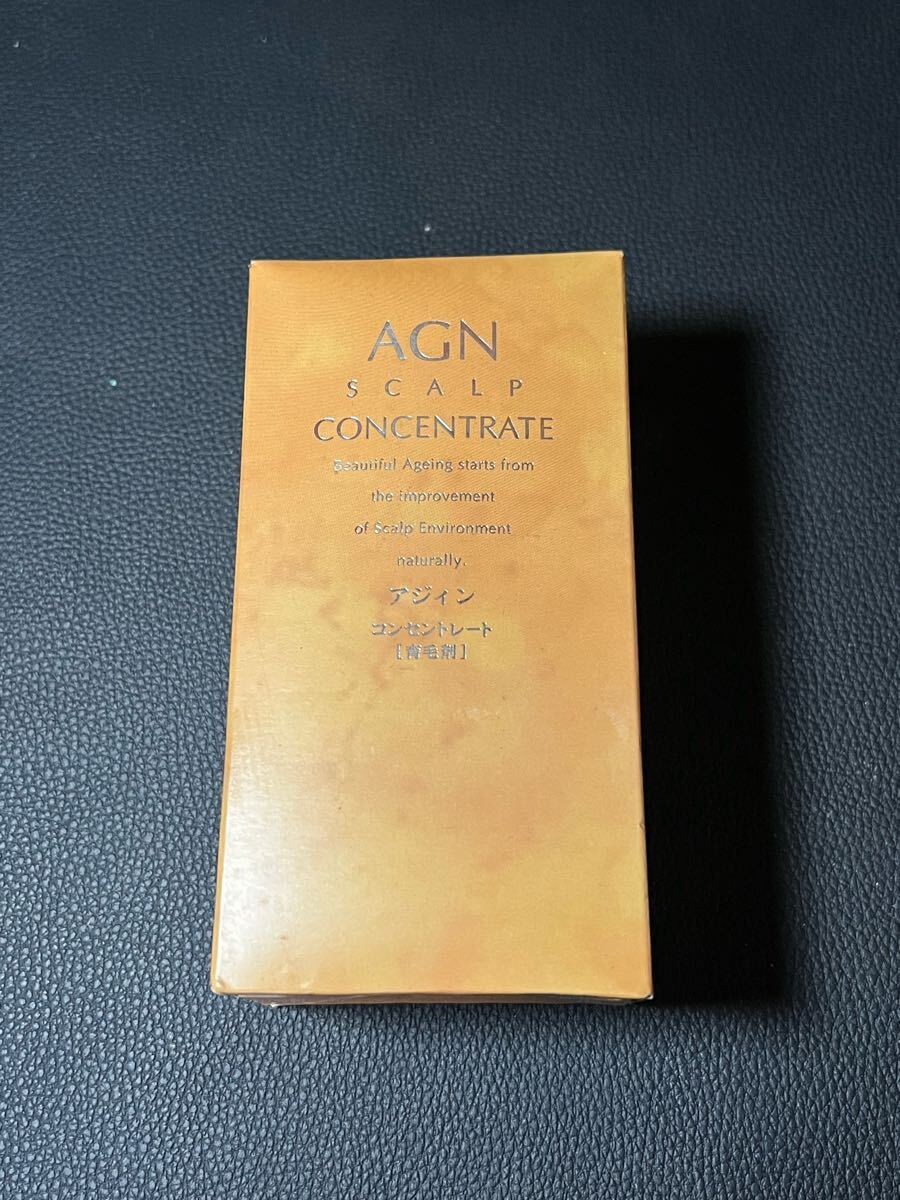 AGN
SCALP
CONCENTRATE
Beautiful Ageing starts from
the improvement
of Scalp Environment
naturally.
アジィン
コンセントレート
[育毛剤]